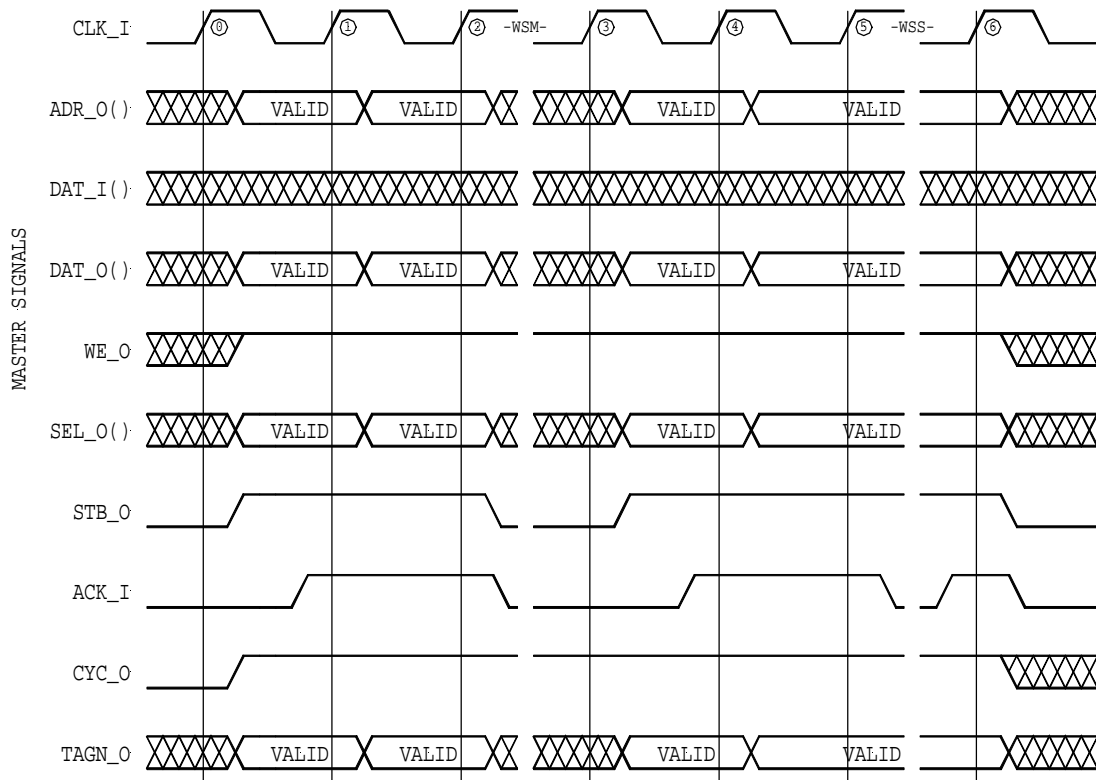 CLK_I 0 1 2 -WSM- 3 4 5 -WSS- 6
ADR_O() VALID VALID VALID VALID
DAT_I()
DAT_O() VALID VALID VALID VALID
WE_O
SEL_O() VALID VALID VALID VALID
STB_O
ACK_I
CYC_O
TAGN_O VALID VALID VALID VALID
MASTER SIGNALS